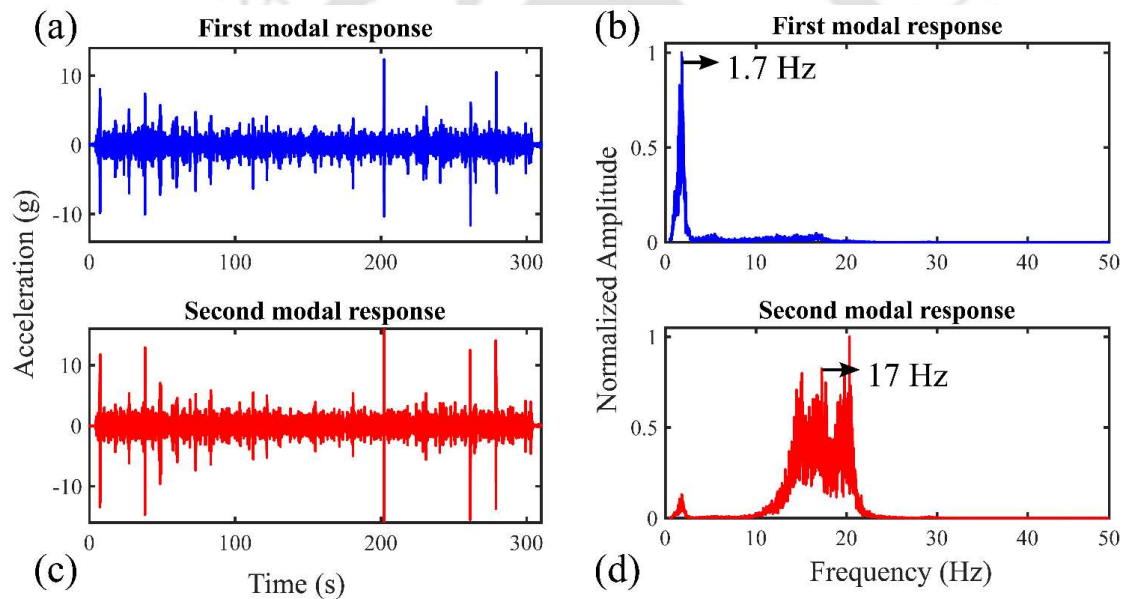 (a)
First modal response
10
0
-10
0 100 200 300
(b)
First modal response
1
0.5
0
0 10 20 30 40 50
1.7 Hz
Acceleration (g)
Normalized Amplitude
Second modal response
10
0
-10
0 100 200 300
(c)
Time (s)
Second modal response
1
0.5
0
0 10 20 30 40 50
17 Hz
(d)
Frequency (Hz)